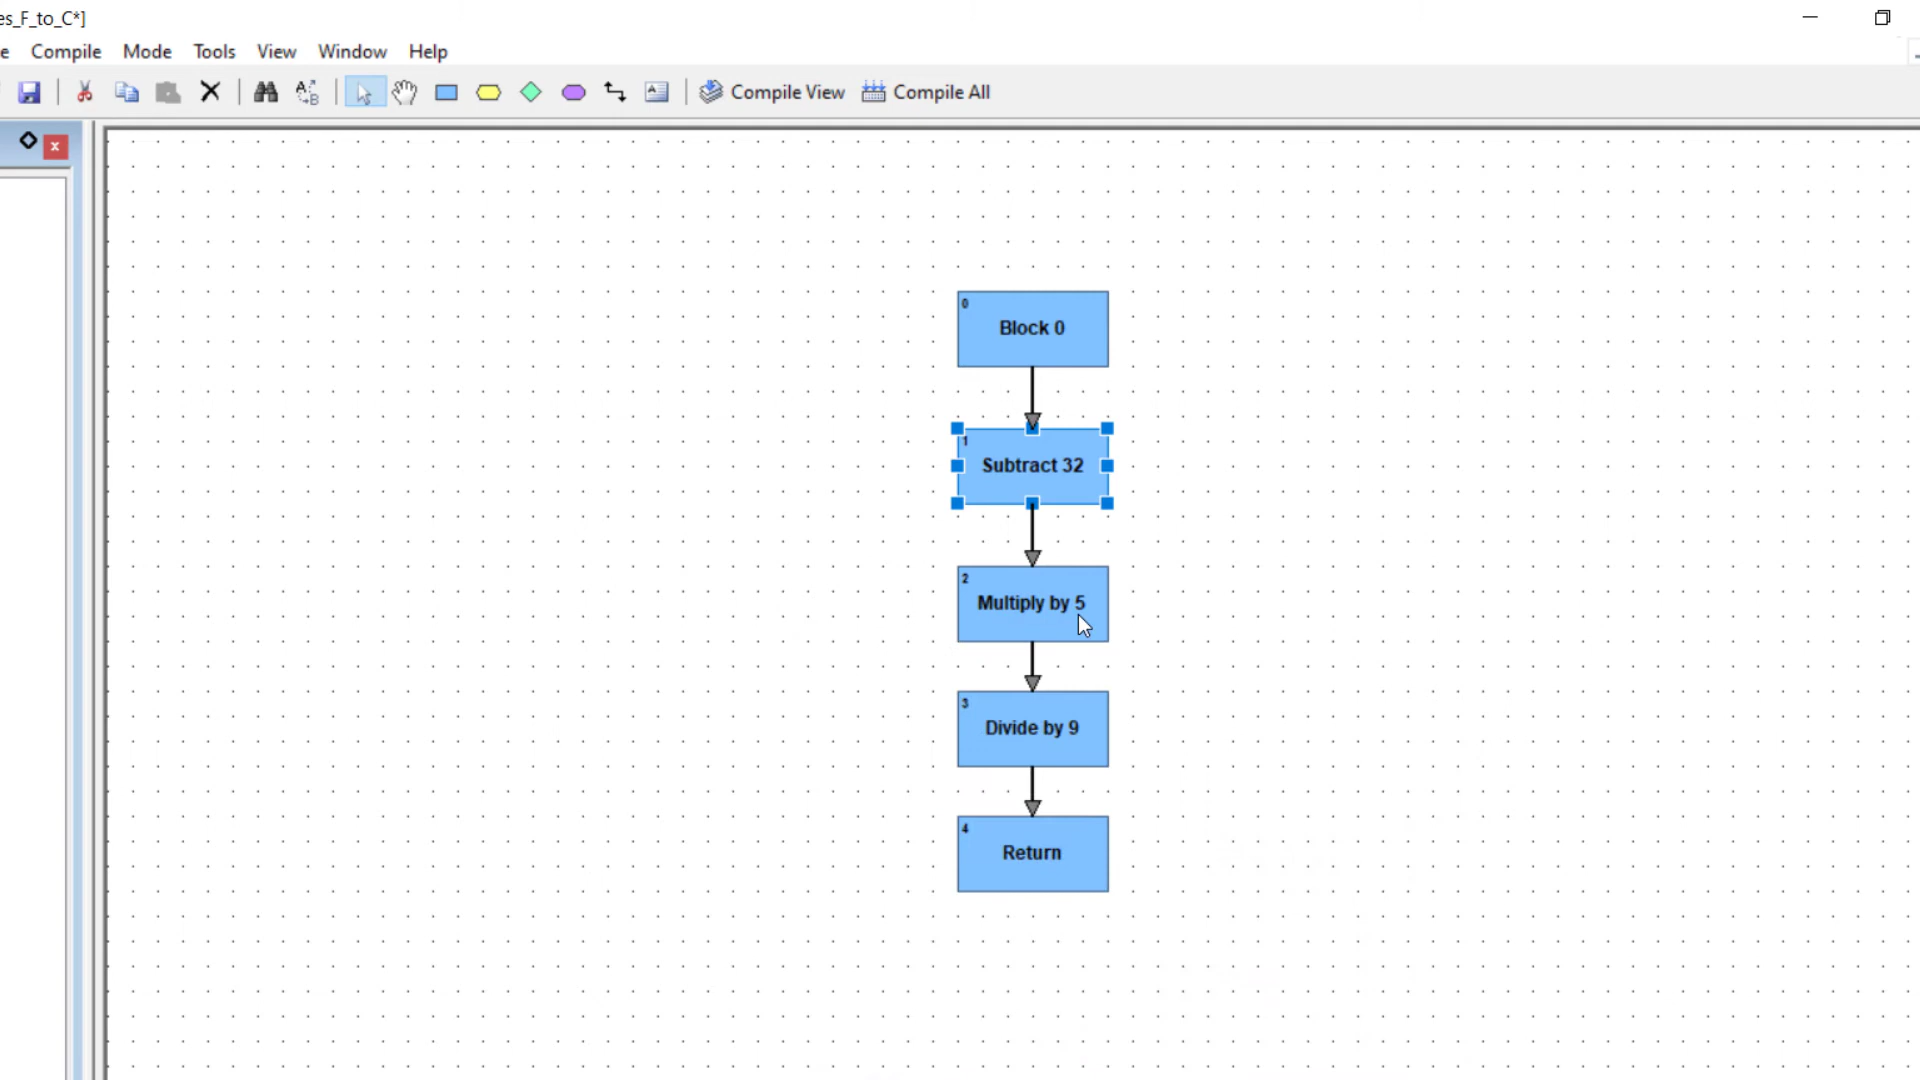 es_F_to_C*]
e Compile Mode Tools View Window Help
A B A Compile View Compile All
x
0
Block 0
1
Subtract 32
2
Multiply by 5
3
Divide by 9
4
Return